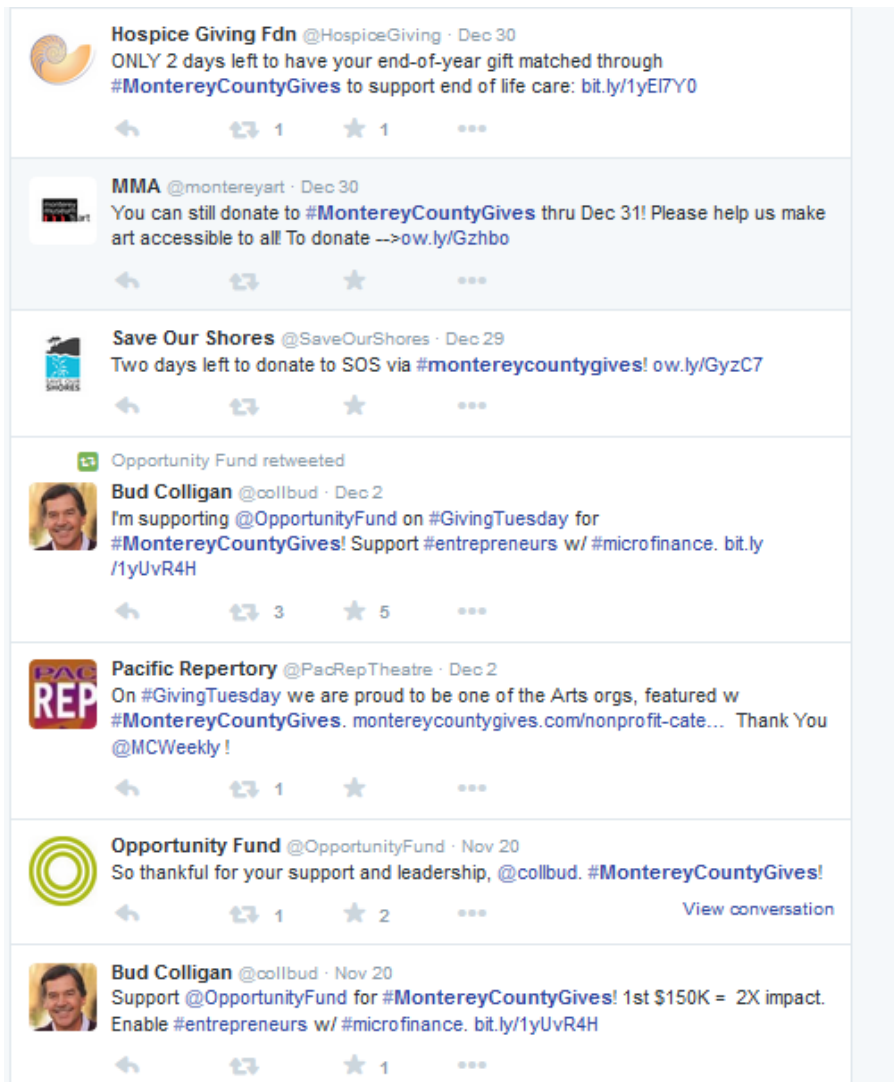 Hospice Giving Fdn @HospiceGiving · Dec 30
ONLY 2 days left to have your end-of-year gift matched through
#MontereyCountyGives to support end of life care: bit.ly/1yEl7Y0
1 1
MMA @montereyart · Dec 30
monterey
museum
art
You can still donate to #MontereyCountyGives thru Dec 31! Please help us make
art accessible to all! To donate -->ow.ly/Gzhbo
Save Our Shores @SaveOurShores · Dec 29
SAVE OUR
SHORES
Two days left to donate to SOS via #montereycountygives! ow.ly/GyzC7
Opportunity Fund retweeted
Bud Colligan @collbud · Dec 2
I'm supporting @OpportunityFund on #GivingTuesday for
#MontereyCountyGives! Support #entrepreneurs w/ #microfinance. bit.ly
/1yUvR4H
3 5
PAC
REP
Pacific Repertory @PacRepTheatre · Dec 2
On #GivingTuesday we are proud to be one of the Arts orgs, featured w
#MontereyCountyGives. montereycountygives.com/nonprofit-cate... Thank You
@MCWeekly !
1
Opportunity Fund @OpportunityFund · Nov 20
So thankful for your support and leadership, @collbud. #MontereyCountyGives!
1 2 View conversation
Bud Colligan @collbud · Nov 20
Support @OpportunityFund for #MontereyCountyGives! 1st $150K = 2X impact.
Enable #entrepreneurs w/ #microfinance. bit.ly/1yUvR4H
1